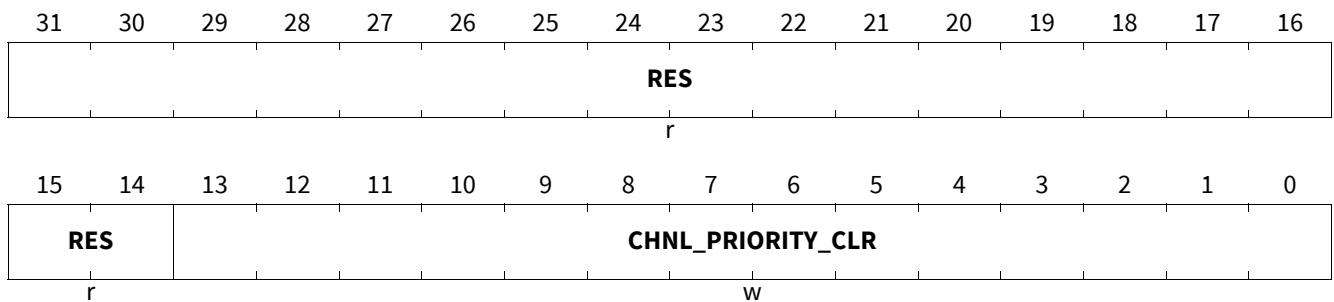 31 30 29 28 27 26 25 24 23 22 21 20 19 18 17 16
RES
r
15 14 13 12 11 10 9 8 7 6 5 4 3 2 1 0
RES CHNL_PRIORITY_CLR
r w